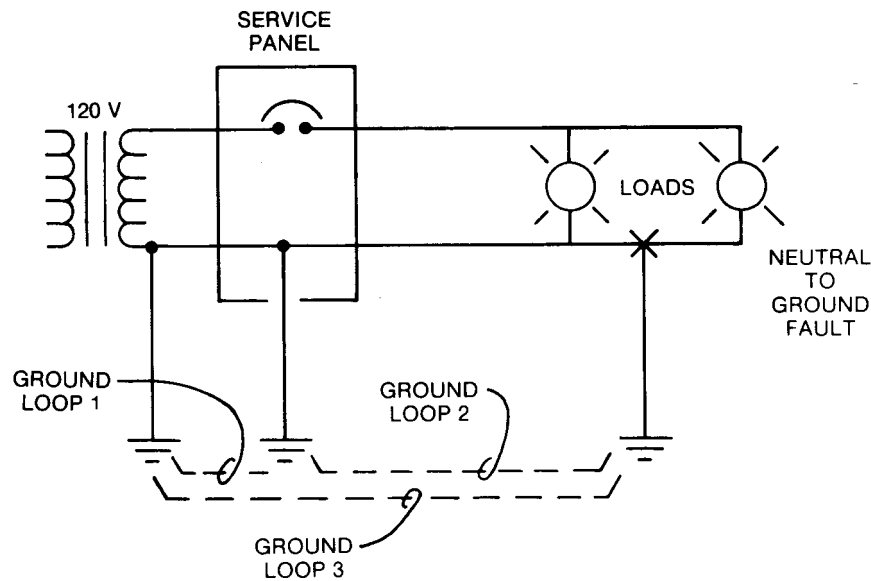 SERVICE
PANEL
120 V
LOADS
NEUTRAL
TO
GROUND
FAULT
GROUND
LOOP 1
GROUND
LOOP 2
GROUND
LOOP 3